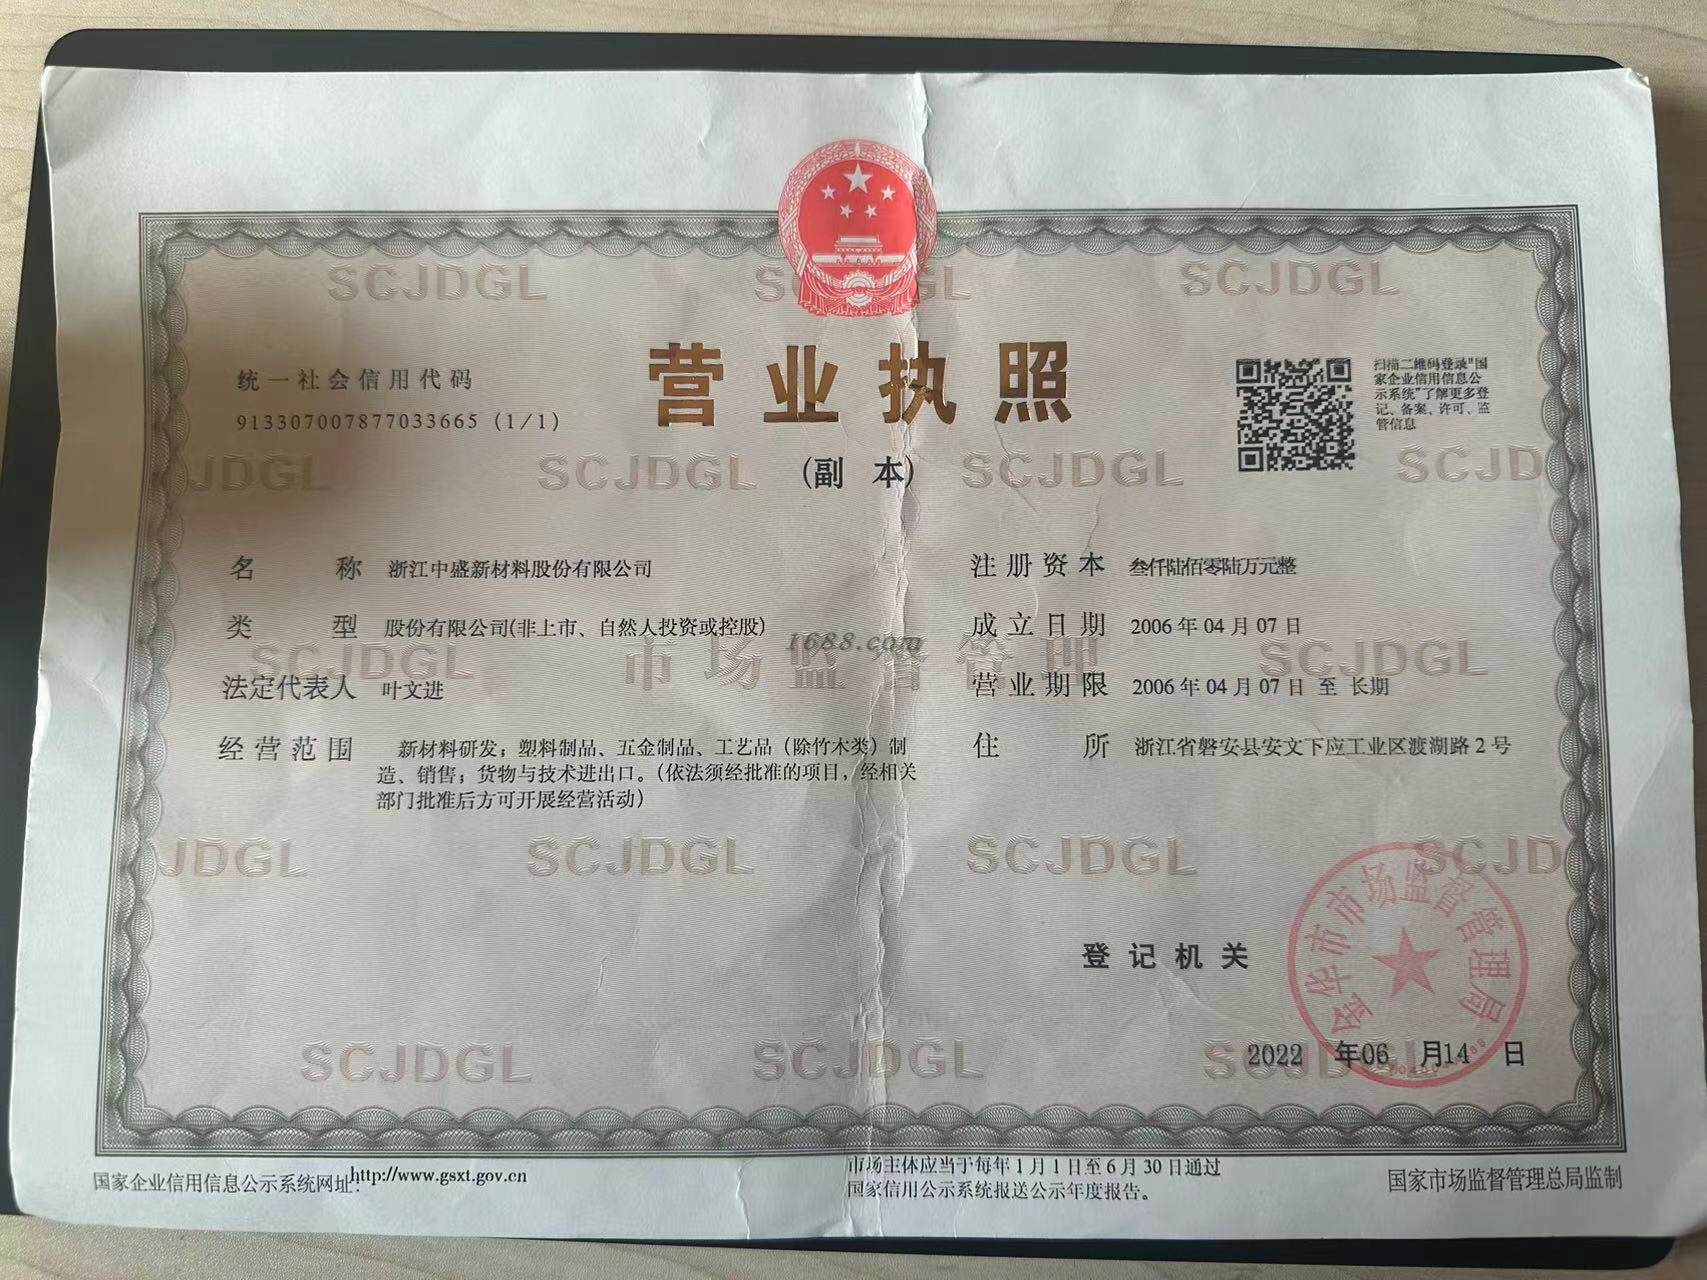 SCJDGL
SCJDGL
SCJDGL
营业执照
(副 本)
统一社会信用代码
913307007877033665 (1/1)
扫描二维码登录"国
家企业信用信息公
示系统"了解更多登
记、备案、许可、监
管信息
JDGL
SCJDGL
SCJDGL
SCJD
名 称 浙江中盛新材料股份有限公司
类 型 股份有限公司(非上市、自然人投资或控股)
法定代表人 叶文进
经营范围 新材料研发；塑料制品、五金制品、工艺品（除竹木类）制
造、销售；货物与技术进出口。（依法须经批准的项目，经相关
部门批准后方可开展经营活动）
注册资本 叁仟陆佰零陆万元整
成立日期 2006年04月07日
营业期限 2006年04月07日 至 长期
住 所 浙江省磐安县安文下应工业区渡湖路2号
1688.com
SCJDGL
市场监督管理
SCJDGL
JDGL
SCJDGL
SCJDGL
SCJD
登记机关
金华市市场监督管理局
2022 年06 月14 日
SCJDGL
SCJDGL
SCJDGL
国家企业信用信息公示系统网址:http://www.gsxt.gov.cn
市场主体应当于每年1月1日至6月30日通过
国家信用公示系统报送公示年度报告。
国家市场监督管理总局监制